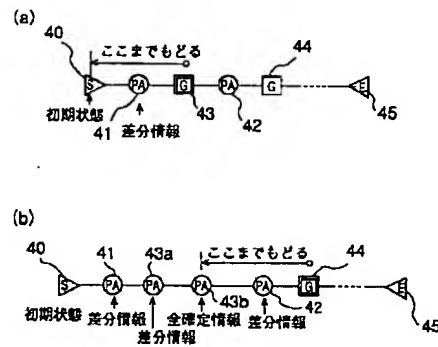 (a)
40
ここまでもどる
44
S
PA
G
PA
G
E
初期状態
41
43
42
45
差分情報
(b)
40
41
43a
ここまでもどる
44
S
PA
PA
PA
PA
G
E
43b
42
45
初期状態
差分情報
全確定情報
差分情報
差分情報